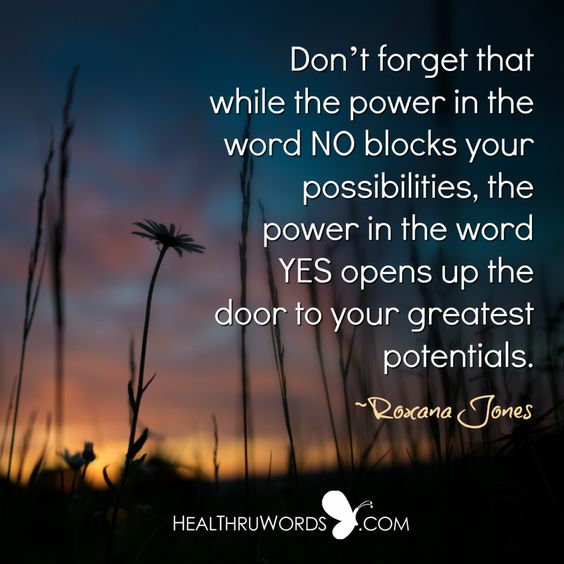 Don't forget that
while the power in the
word NO blocks your
possibilities, the
power in the word
YES opens up the
door to your greatest
potentials.
~Roxana Jones
HEALTHRUWORDS.COM